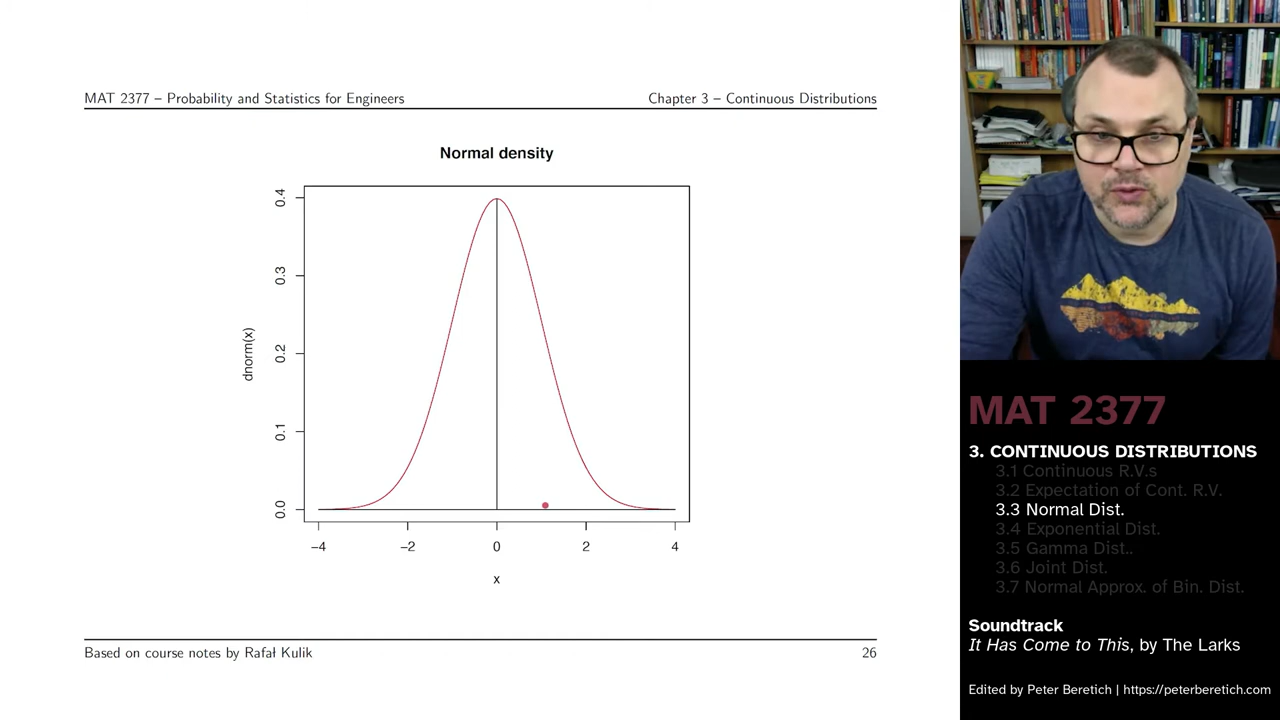 MAT 2377 – Probability and Statistics for Engineers
Chapter 3 – Continuous Distributions
Normal density
dnorm(x)
0.4
0.3
0.2
0.1
0.0
−4
−2
0
2
4
x
Based on course notes by Rafał Kulik
26
MAT 2377
3. CONTINUOUS DISTRIBUTIONS
3.1 Continuous R.V.s
3.2 Expectation of Cont. R.V.
3.3 Normal Dist.
3.4 Exponential Dist.
3.5 Gamma Dist..
3.6 Joint Dist.
3.7 Normal Approx. of Bin. Dist.
Soundtrack
It Has Come to This, by The Larks
Edited by Peter Beretich | https://peterberetich.com